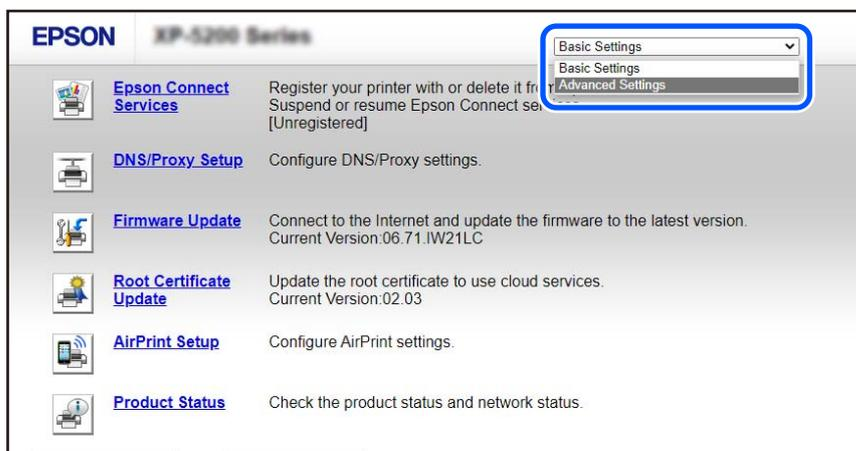 EPSON XP-5200 Series
Basic Settings
Basic Settings
Advanced Settings
Epson Connect
Services
Register your printer with or delete it from
Suspend or resume Epson Connect
[Unregistered]
DNS/Proxy Setup
Configure DNS/Proxy settings.
Firmware Update
Connect to the Internet and update the firmware to the latest version.
Current Version:06.71.IW21LC
Root Certificate
Update
Update the root certificate to use cloud services.
Current Version:02.03
AirPrint Setup
Configure AirPrint settings.
Product Status
Check the product status and network status.